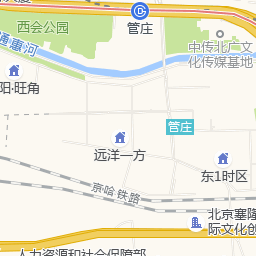 西会公园
管庄
通惠河
中传北广文
化传媒基地
阳·旺角
管庄
远洋一方
东1时区
京哈铁路
北京塞隆
际文化创
人力资源和社会保障部